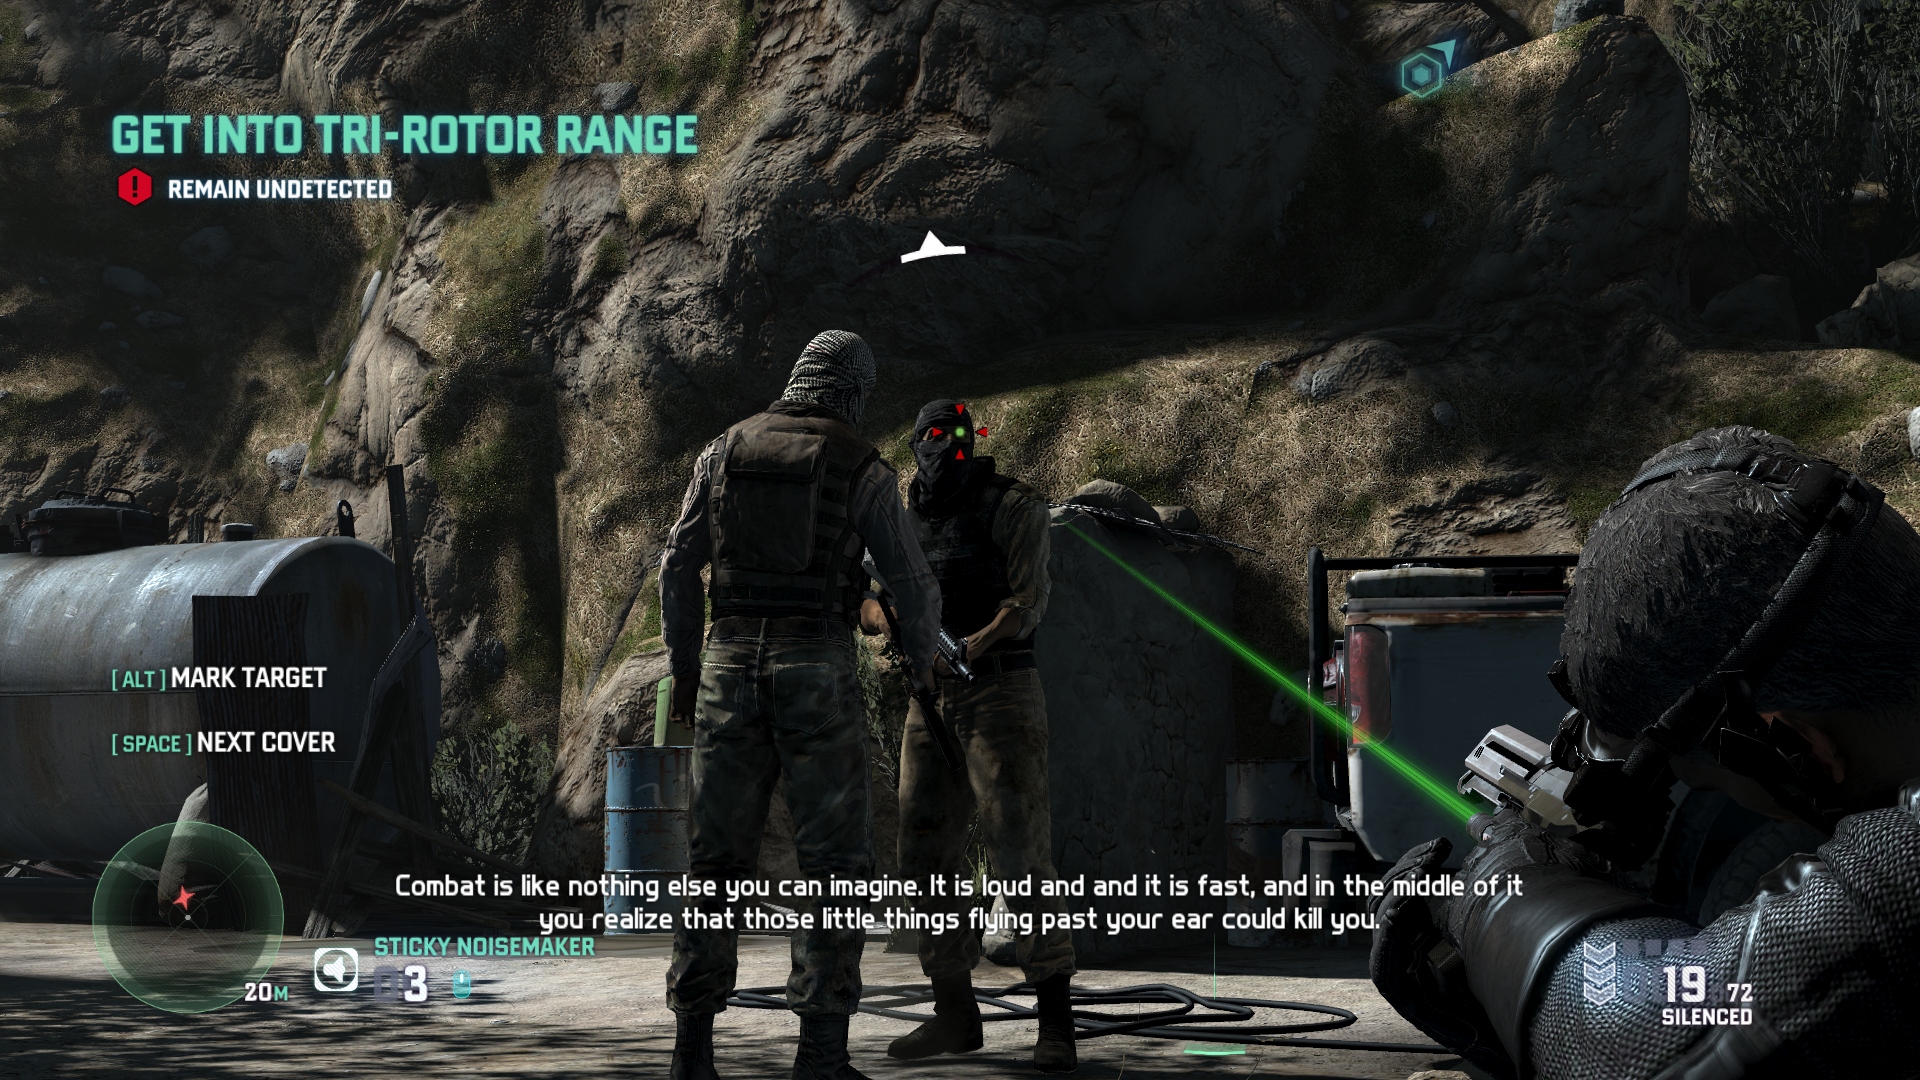 GET INTO TRI-ROTOR RANGE
! REMAIN UNDETECTED
[ALT] MARK TARGET
[SPACE] NEXT COVER
Combat is like nothing else you can imagine. It is loud and and it is fast, and in the middle of it
you realize that those little things flying past your ear could kill you.
STICKY NOISEMAKER
03
20M
19 72
SILENCED